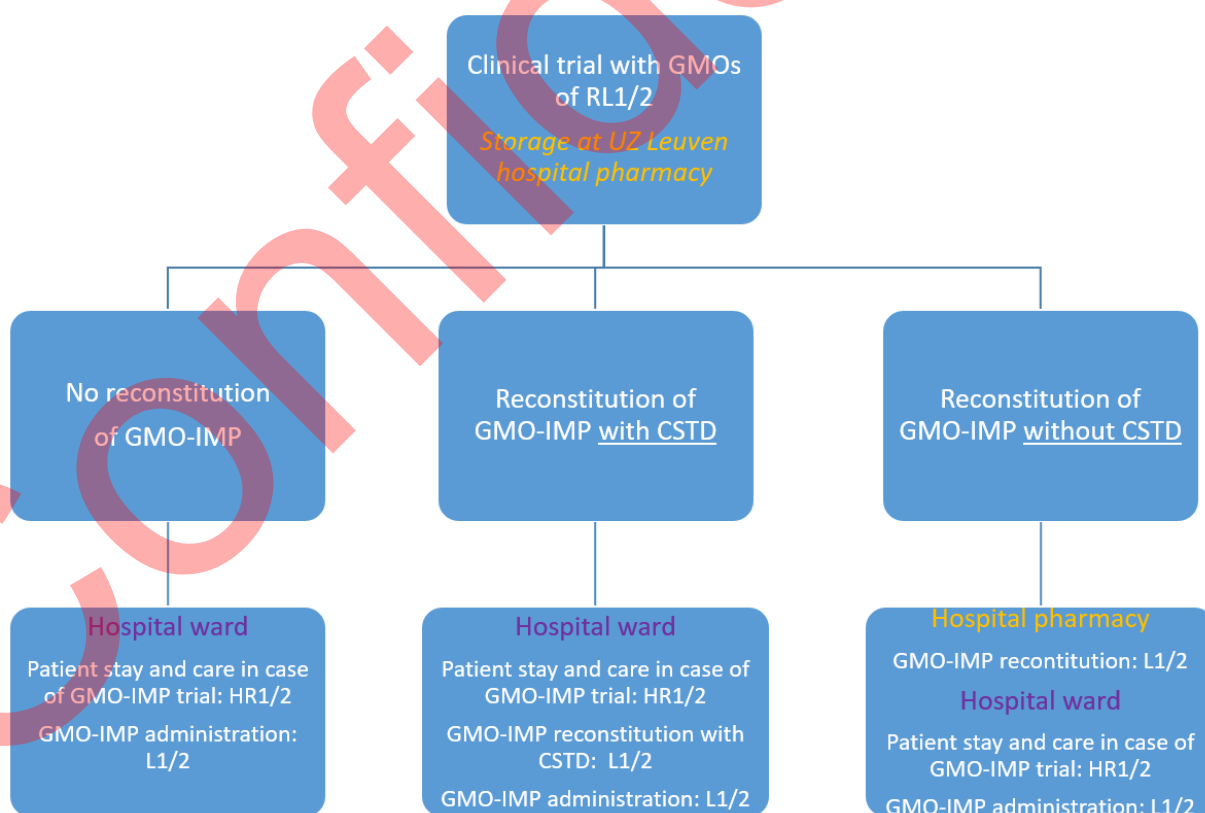 Clinical trial with GMOs
of RL1/2
Storage at UZ Leuven
hospital pharmacy
No reconstitution
of GMO-IMP
Reconstitution of
GMO-IMP with CSTD
Reconstitution of
GMO-IMP without CSTD
Hospital ward
Patient stay and care in case
of GMO-IMP trial: HR1/2
GMO-IMP administration:
L1/2
Hospital ward
Patient stay and care in case of
GMO-IMP trial: HR1/2
GMO-IMP reconstitution with
CSTD: L1/2
GMO-IMP administration: L1/2
Hospital pharmacy
GMO-IMP recontitution: L1/2
Hospital ward
Patient stay and care in case of
GMO-IMP trial: HR1/2
GMO-IMP administration: L1/2